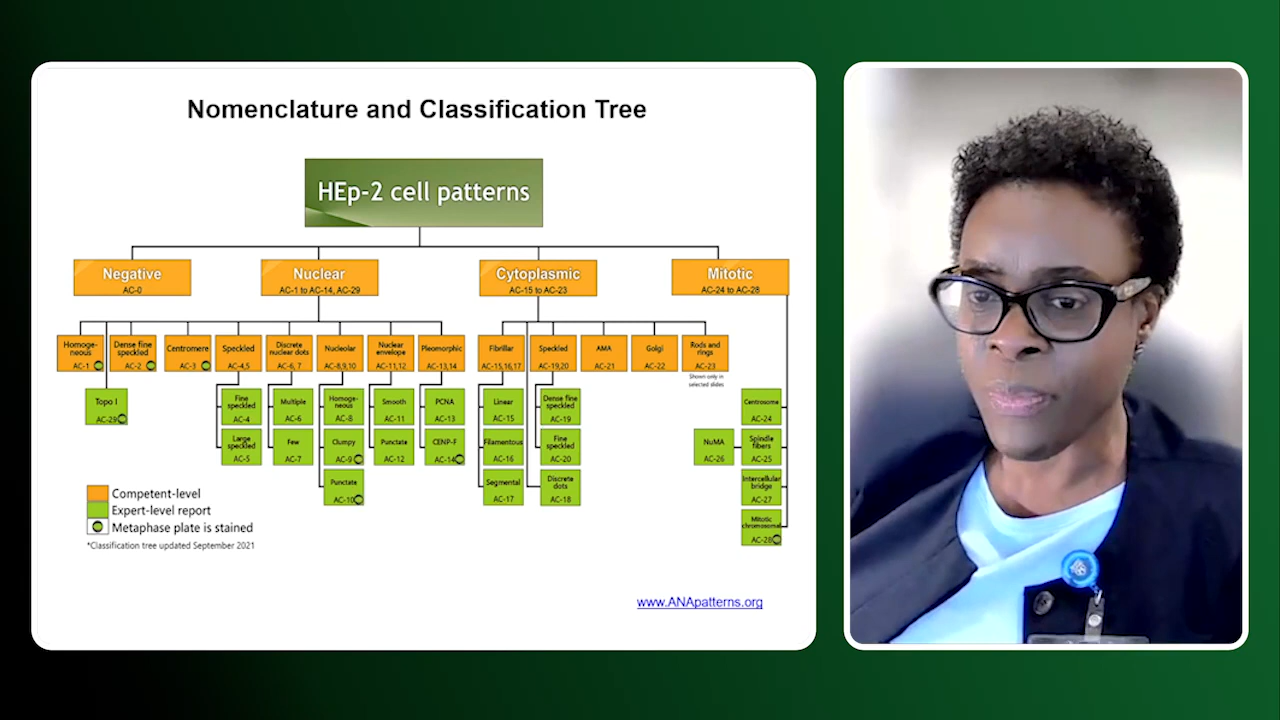 Nomenclature and Classification Tree
HEp-2 cell patterns
Negative
AC-0
Nuclear
AC-1 to AC-14, AC-29
Cytoplasmic
AC-15 to AC-23
Mitotic
AC-24 to AC-28
Homoge-
neous
AC-1
Dense fine
speckled
AC-2
Centromere
AC-3
Speckled
AC-4,5
Discrete
nuclear dots
AC-6, 7
Nucleolar
AC-8,9,10
Nuclear
envelope
AC-11,12
Pleomorphic
AC-13,14
Fibrillar
AC-15,16,17
Speckled
AC-19,20
AMA
AC-21
Golgi
AC-22
Rods and
rings
AC-23
Shown only in
selected slides
Topo I
AC-29
Fine
speckled
AC-4
Multiple
AC-6
Homoge-
neous
AC-8
Smooth
AC-11
PCNA
AC-13
Linear
AC-15
Dense fine
speckled
AC-19
Centrosome
AC-24
Large
speckled
AC-5
Few
AC-7
Clumpy
AC-9
Punctate
AC-12
CENP-F
AC-14
Filamentous
AC-16
Fine
speckled
AC-20
NuMA
AC-26
Spindle
fibers
AC-25
Punctate
AC-10
Segmental
AC-17
Discrete
dots
AC-18
Intercellular
bridge
AC-27
Mitotic
chromosomal
AC-28
Competent-level
Expert-level report
Metaphase plate is stained
*Classification tree updated September 2021
www.ANApatterns.org